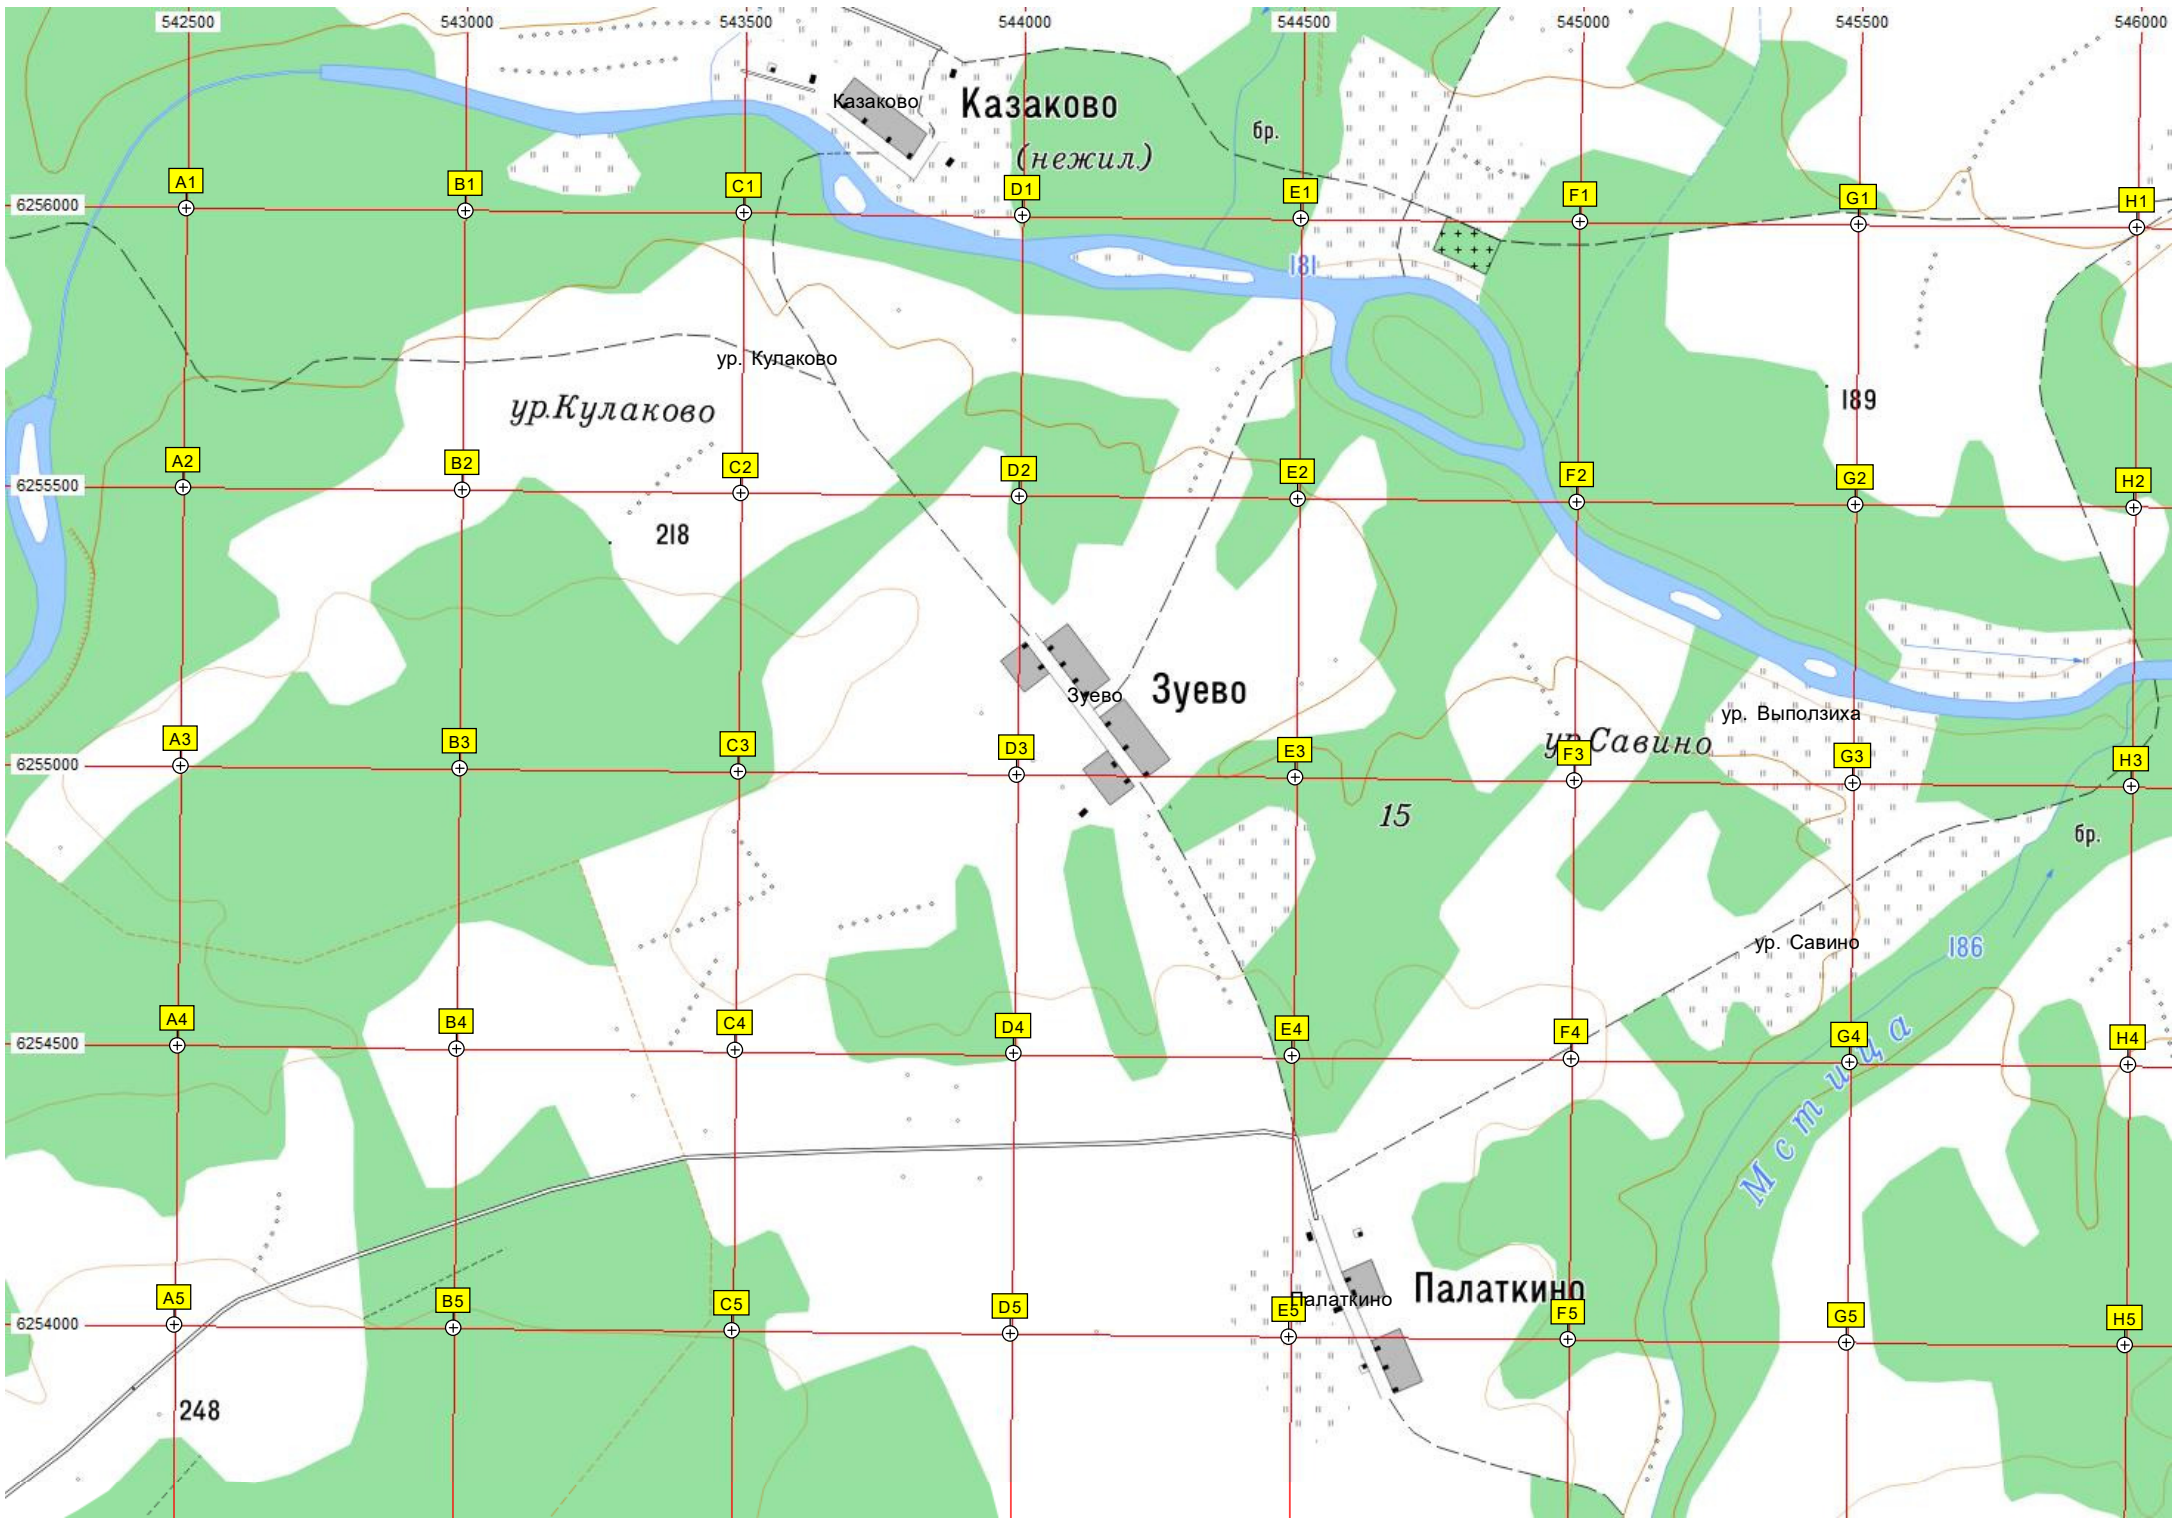 542500 543000 543500 544000 544500 545000 545500 546000
Казаково Казаково
(нежил.)
бр.
6256000 A1 B1 C1 D1 E1 F1 G1 H1
181
ур. Кулаково
ур.Кулаково
189
6255500 A2 B2 C2 D2 E2 F2 G2 H2
218
Зуево Зуево
ур. Выползиха
ур.Савино
6255000 A3 B3 C3 D3 E3 F3 G3 H3
15
бр.
ур. Савино
186
6254500 A4 B4 C4 D4 E4 F4 G4 H4
Мстица
Палаткино Палаткино
6254000 A5 B5 C5 D5 E5 F5 G5 H5
248